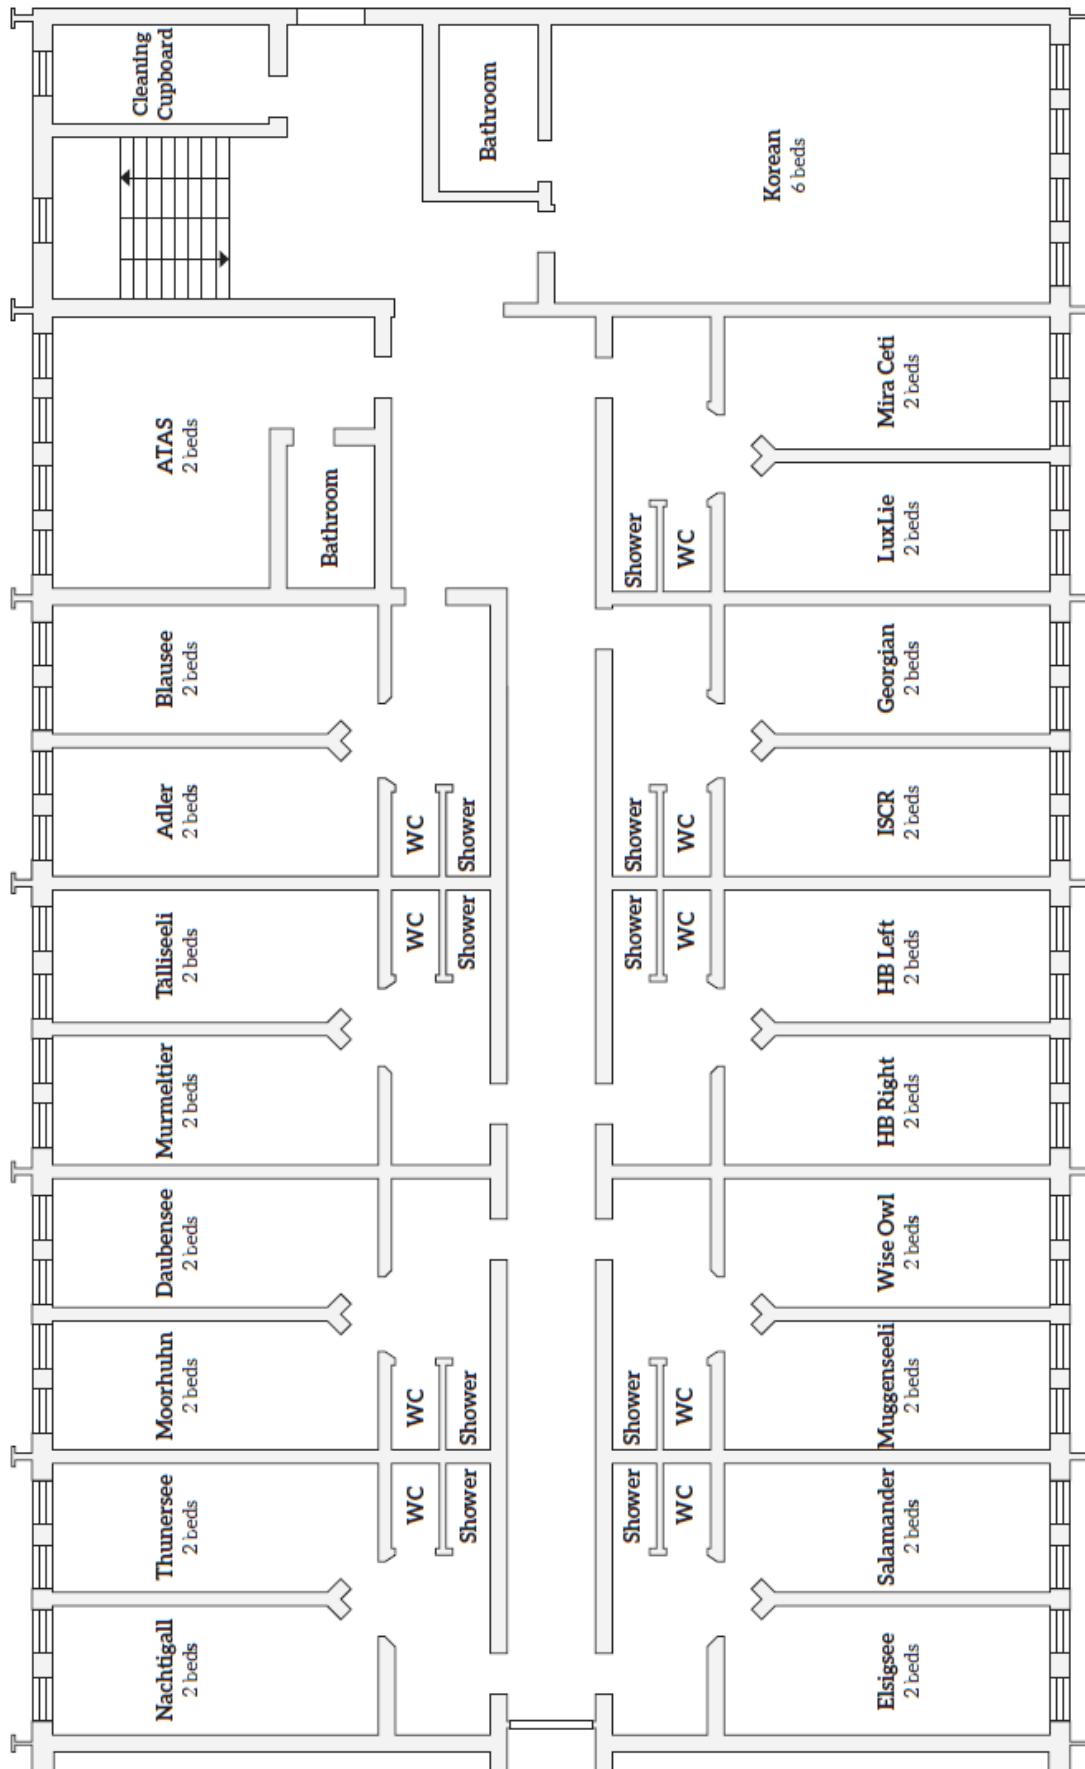 Cleaning
Cupboard
Bathroom
Korean
6 beds
ATAS
2 beds
Bathroom
Mira Ceti
2 beds
LuxLie
2 beds
Shower
WC
Blausee
2 beds
Adler
2 beds
WC
Shower
Georgian
2 beds
ISCR
2 beds
Shower
WC
Tälliseeli
2 beds
Murmeltier
2 beds
WC
Shower
Shower
WC
HB Left
2 beds
HB Right
2 beds
Daubensee
2 beds
Moorhuhn
2 beds
WC
Shower
Shower
WC
Wise Owl
2 beds
Muggenseeli
2 beds
Thunersee
2 beds
Nachtigall
2 beds
WC
Shower
Shower
WC
Salamander
2 beds
Elsigsee
2 beds